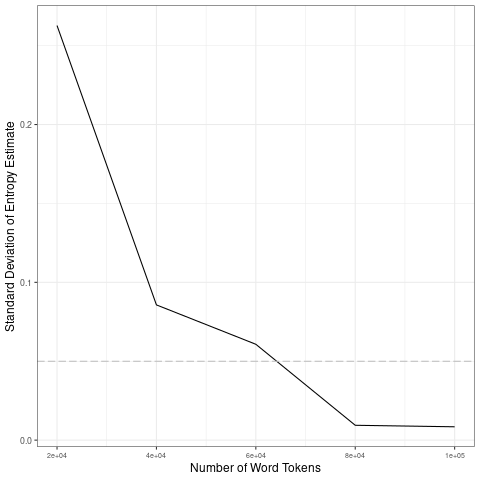 Standard Deviation of Entropy Estimate
0.2
0.1
0.0
2e+04 4e+04 6e+04 8e+04 1e+05
Number of Word Tokens